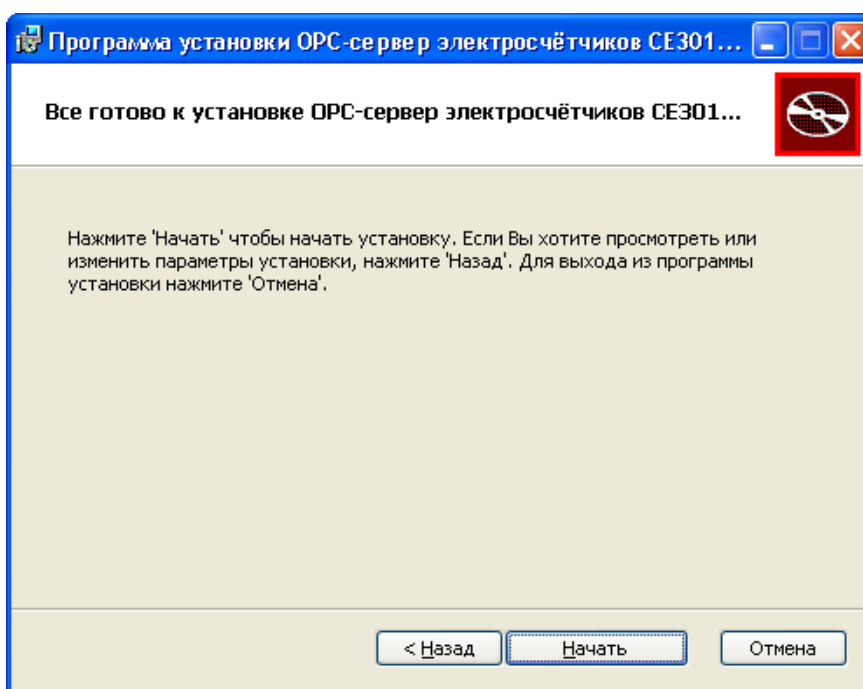 Программа установки OPC-сервер электросчётчиков CE301...
Все готово к установке OPC-сервер электросчётчиков CE301...
Нажмите 'Начать' чтобы начать установку. Если Вы хотите просмотреть или
изменить параметры установки, нажмите 'Назад'. Для выхода из программы
установки нажмите 'Отмена'.
< Назад
Начать
Отмена